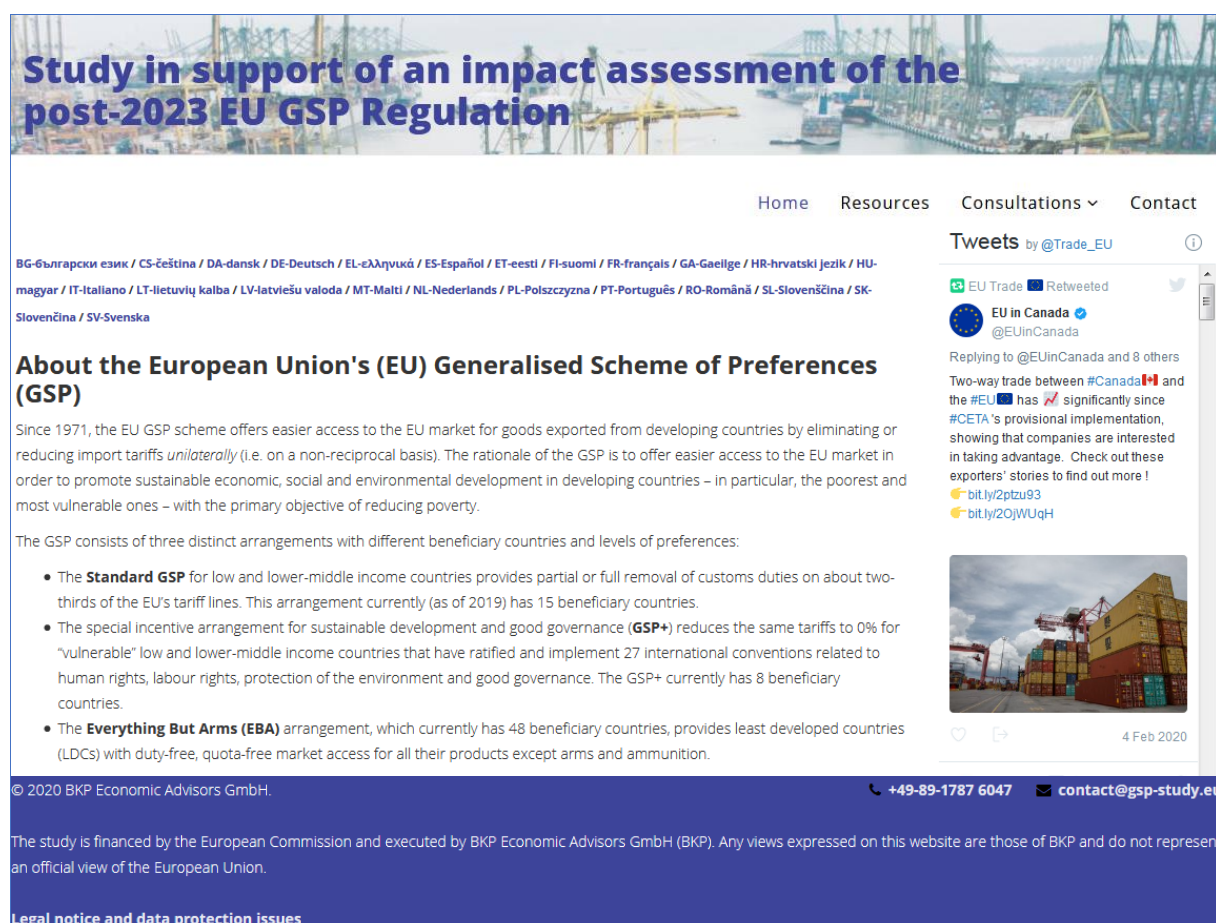 Study in support of an impact assessment of the
post-2023 EU GSP Regulation
Home Resources Consultations Contact
BG-български език / CS-čeština / DA-dansk / DE-Deutsch / EL-ελληνικά / ES-Español / ET-eesti / FI-suomi / FR-français / GA-Gaeilge / HR-hrvatski jezik / HU-
magyar / IT-Italiano / LT-lietuvių kalba / LV-latviešu valoda / MT-Malti / NL-Nederlands / PL-Polszczyzna / PT-Português / RO-Română / SL-Slovenščina / SK-
Slovenčina / SV-Svenska
About the European Union's (EU) Generalised Scheme of Preferences
(GSP)
Since 1971, the EU GSP scheme offers easier access to the EU market for goods exported from developing countries by eliminating or
reducing import tariffs unilaterally (i.e. on a non-reciprocal basis). The rationale of the GSP is to offer easier access to the EU market in
order to promote sustainable economic, social and environmental development in developing countries – in particular, the poorest and
most vulnerable ones – with the primary objective of reducing poverty.
The GSP consists of three distinct arrangements with different beneficiary countries and levels of preferences:
• The Standard GSP for low and lower-middle income countries provides partial or full removal of customs duties on about two-
thirds of the EU's tariff lines. This arrangement currently (as of 2019) has 15 beneficiary countries.
• The special incentive arrangement for sustainable development and good governance (GSP+) reduces the same tariffs to 0% for
"vulnerable" low and lower-middle income countries that have ratified and implement 27 international conventions related to
human rights, labour rights, protection of the environment and good governance. The GSP+ currently has 8 beneficiary
countries.
• The Everything But Arms (EBA) arrangement, which currently has 48 beneficiary countries, provides least developed countries
(LDCs) with duty-free, quota-free market access for all their products except arms and ammunition.
Tweets by @Trade_EU
EU Trade Retweeted
EU in Canada
@EUinCanada
Replying to @EUinCanada and 8 others
Two-way trade between #Canada and
the #EU has significantly since
#CETA 's provisional implementation,
showing that companies are interested
in taking advantage. Check out these
exporters' stories to find out more !
bit.ly/2ptzu93
bit.ly/2OjWUqH
4 Feb 2020
© 2020 BKP Economic Advisors GmbH. +49-89-1787 6047 contact@gsp-study.eu
The study is financed by the European Commission and executed by BKP Economic Advisors GmbH (BKP). Any views expressed on this website are those of BKP and do not represen
an official view of the European Union.
Legal notice and data protection issues